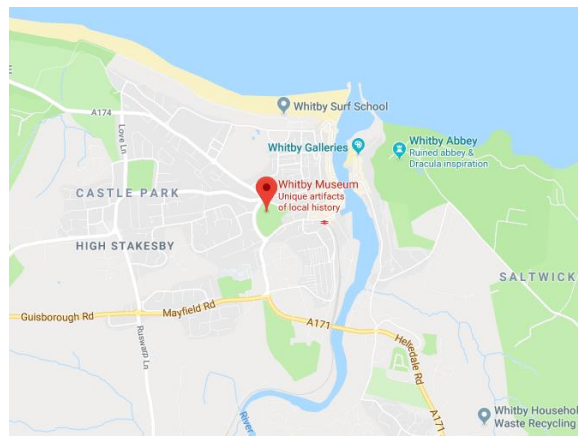 E
A174
Love Ln
Whitby Surf School
Whitby Galleries
Whitby Abbey
Ruined abbey &
Dracula inspiration
CASTLE PARK
Whitby Museum
Unique artifacts
of local history
HIGH STAKESBY
SALTWICK
Guisborough Rd
Mayfield Rd
Ruswarp Ln
A171
Helredale Rd
A171
River
Whitby Househol
Waste Recycling